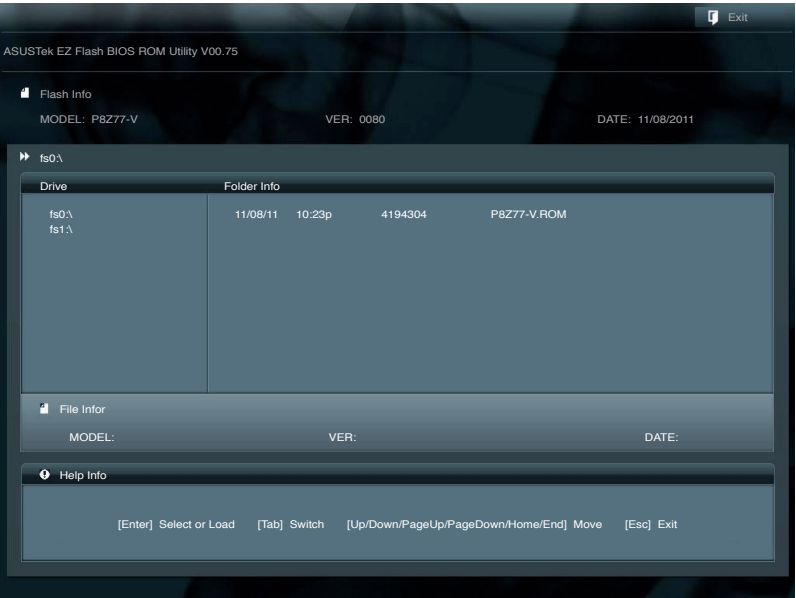 Exit
ASUSTek EZ Flash BIOS ROM Utility V00.75
Flash Info
MODEL: P8Z77-V VER: 0080 DATE: 11/08/2011
fs0:\
Drive Folder Info
fs0:\ 11/08/11 10:23p 4194304 P8Z77-V.ROM
fs1:\
File Infor
MODEL: VER: DATE:
Help Info
[Enter] Select or Load [Tab] Switch [Up/Down/PageUp/PageDown/Home/End] Move [Esc] Exit